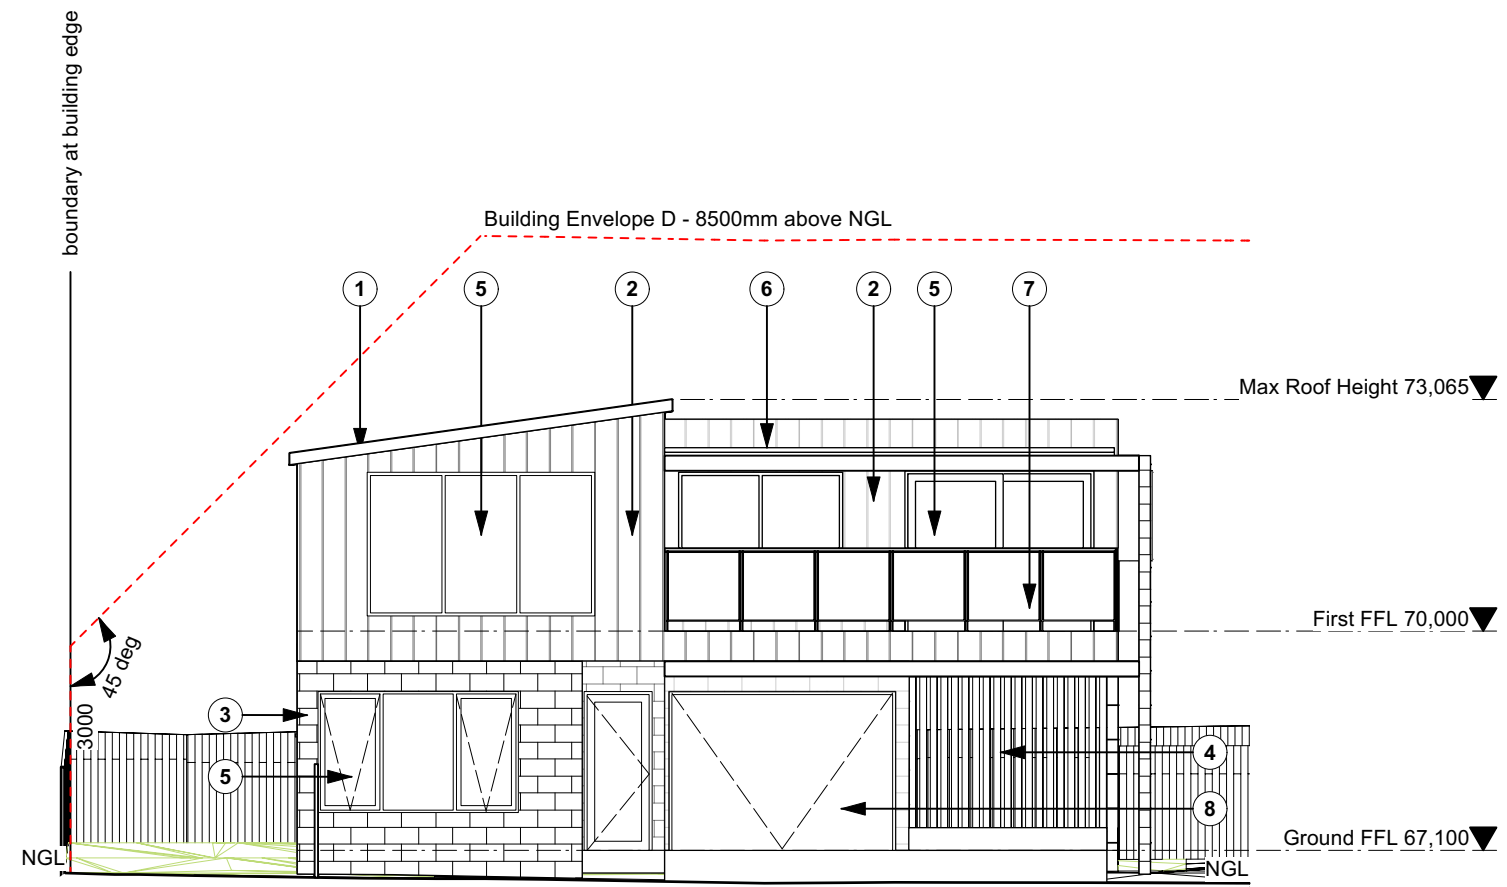 boundary at building edge
Building Envelope D - 8500mm above NGL
1
5
2
6
2
5
7
Max Roof Height 73,065
First FFL 70,000
45 deg
3000
3
5
4
8
Ground FFL 67,100
NGL
NGL